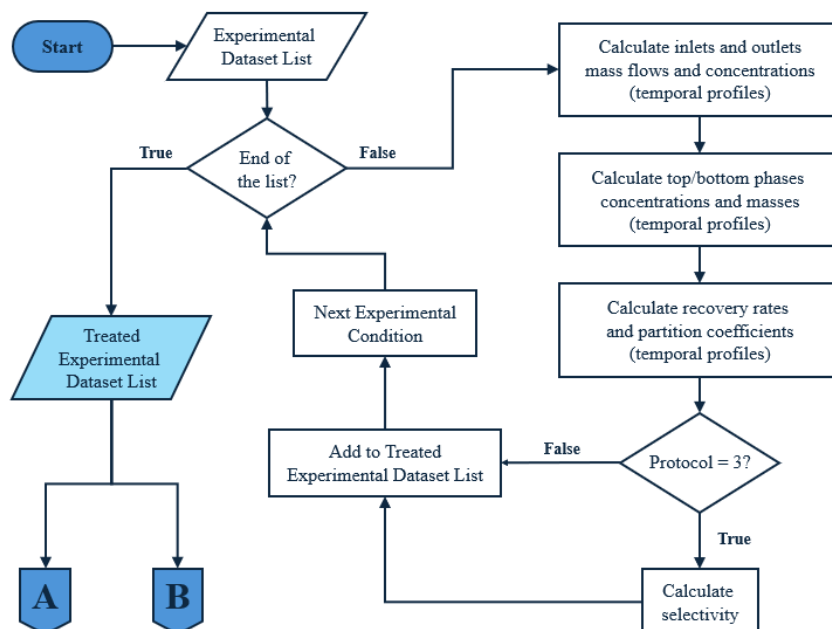 Start
Experimental
Dataset List
End of
the list?
True
False
Calculate inlets and outlets
mass flows and concentrations
(temporal profiles)
Calculate top/bottom phases
concentrations and masses
(temporal profiles)
Calculate recovery rates
and partition coefficients
(temporal profiles)
Protocol = 3?
False
True
Calculate
selectivity
Add to Treated
Experimental Dataset List
Next Experimental
Condition
Treated
Experimental
Dataset List
A
B